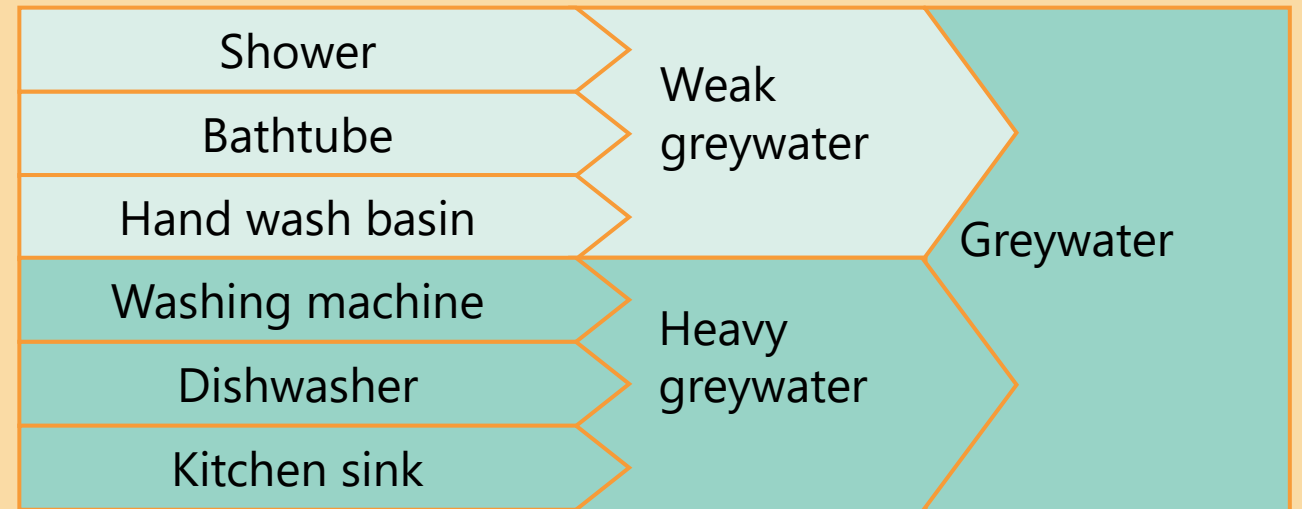 Shower
Bathtube
Hand wash basin
Washing machine
Dishwasher
Kitchen sink
Weak
greywater
Heavy
greywater
Greywater